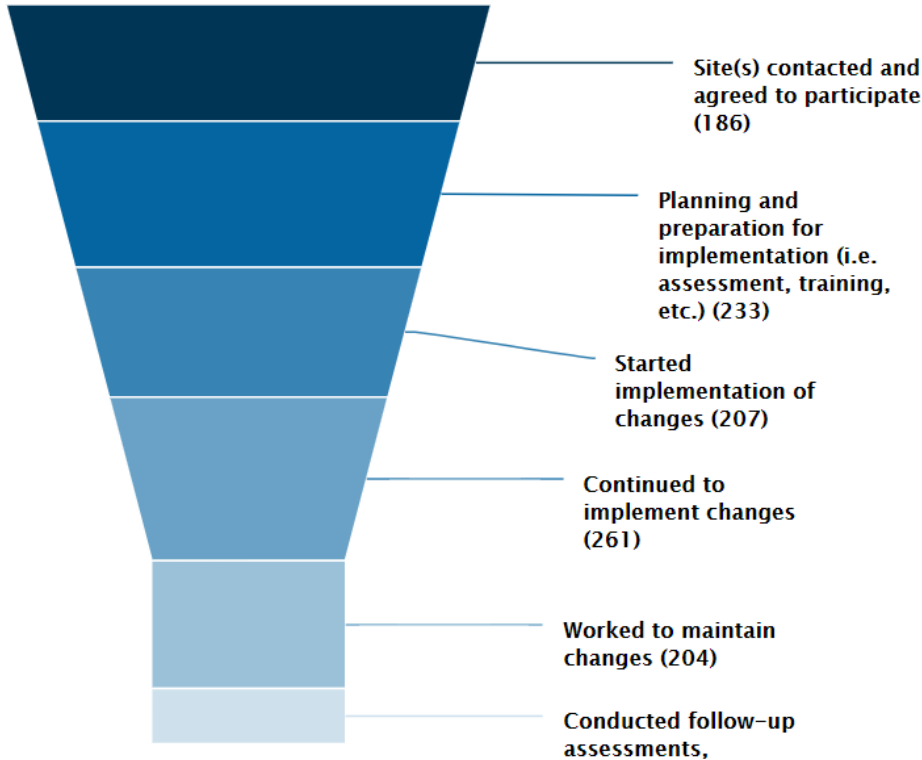 Site(s) contacted and
agreed to participate
(186)
Planning and
preparation for
implementation (i.e.
assessment, training,
etc.) (233)
Started
implementation of
changes (207)
Continued to
implement changes
(261)
Worked to maintain
changes (204)
Conducted follow-up
assessments,